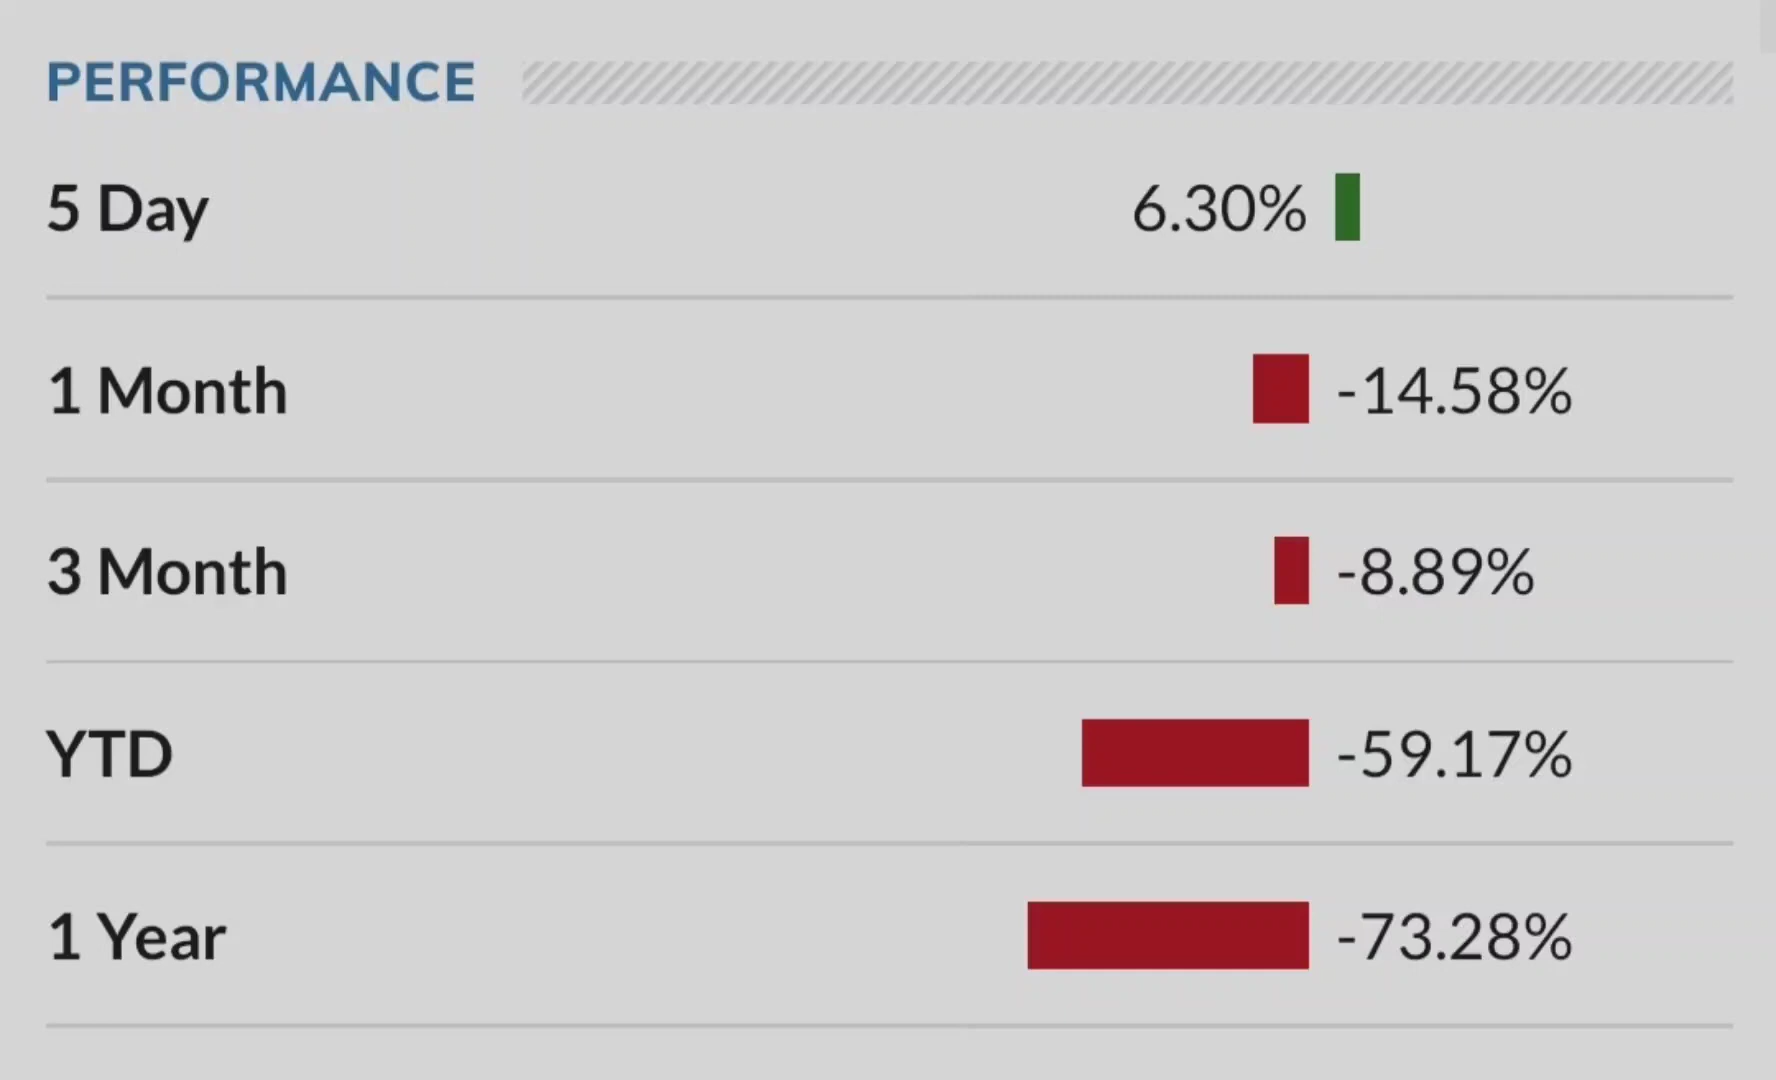 PERFORMANCE
5 Day 6.30%
1 Month -14.58%
3 Month -8.89%
YTD -59.17%
1 Year -73.28%